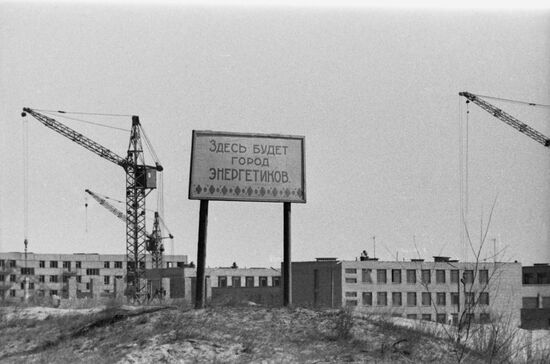 Здесь будет
город
энергетиков.